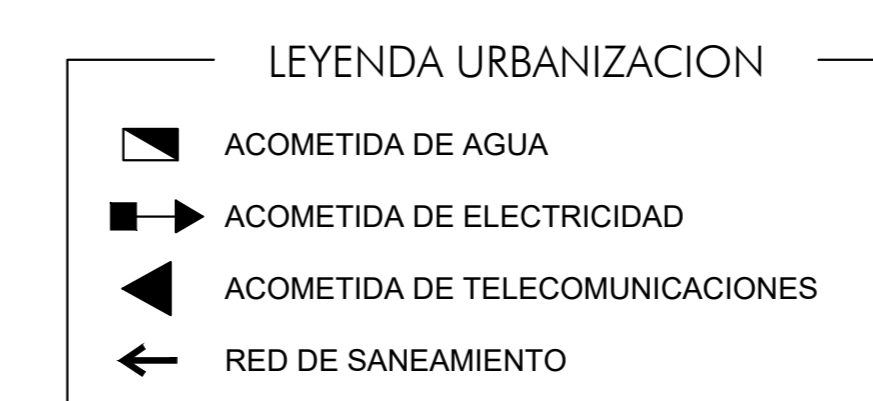 LEYENDA URBANIZACION
ACOMETIDA DE AGUA
ACOMETIDA DE ELECTRICIDAD
ACOMETIDA DE TELECOMUNICACIONES
RED DE SANEAMIENTO